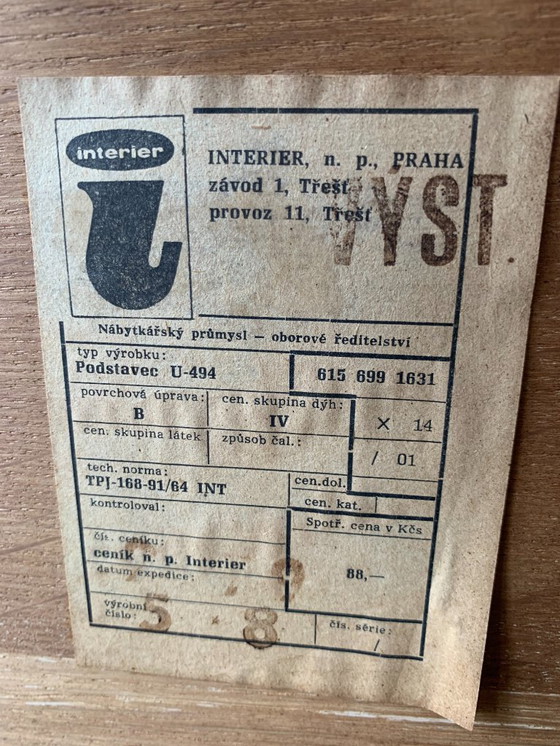 interier
i
INTERIER, n. p., PRAHA
závod 1, Třešť
provoz 11, Třešť
VÝST
Nábytkářský průmysl — oborové ředitelství
typ výrobku:
Podstavec U-494
615 699 1631
povrchová úprava:
B
cen. skupina dýh:
IV
× 14
cen. skupina látek
způsob čal.:
/ 01
tech. norma:
TPJ-168-91/64 INT
cen.dol.
cen. kat.
kontroloval:
Spotř. cena v Kčs
88,—
čís. ceníku:
ceník n. p. Interier
datum expedice:
výrobní
číslo:
5 8
čís. série:
/